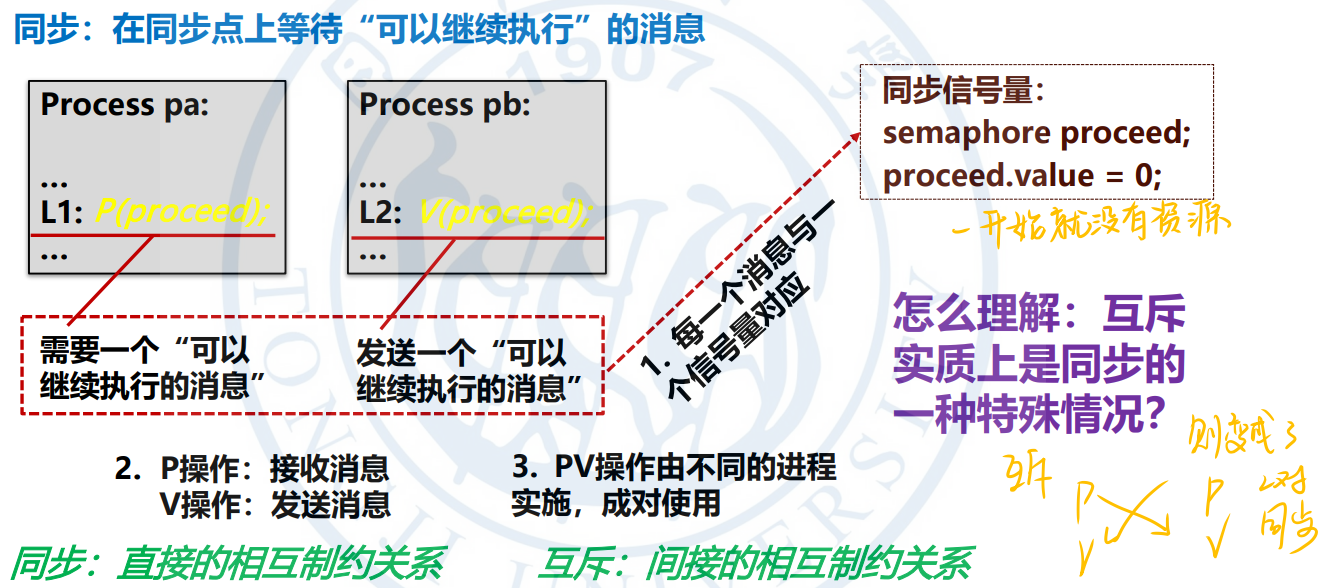 同步：在同步点上等待“可以继续执行”的消息
Process pa:
...
L1: P(proceed);
...
Process pb:
...
L2: V(proceed);
...
同步信号量：
semaphore proceed;
proceed.value = 0;
一开始就没有资源
需要一个“可以
继续执行的消息”
发送一个“可以
继续执行的消息”
1. 每一个消息与一
个信号量对应
怎么理解：互斥
实质上是同步的
一种特殊情况？
2. P操作：接收消息
V操作：发送消息
3. PV操作由不同的进程
实施，成对使用
互斥
P
V
P
V
则变成了
2对
同步
同步：直接的相互制约关系
互斥：间接的相互制约关系
1907
UNIVERSITY